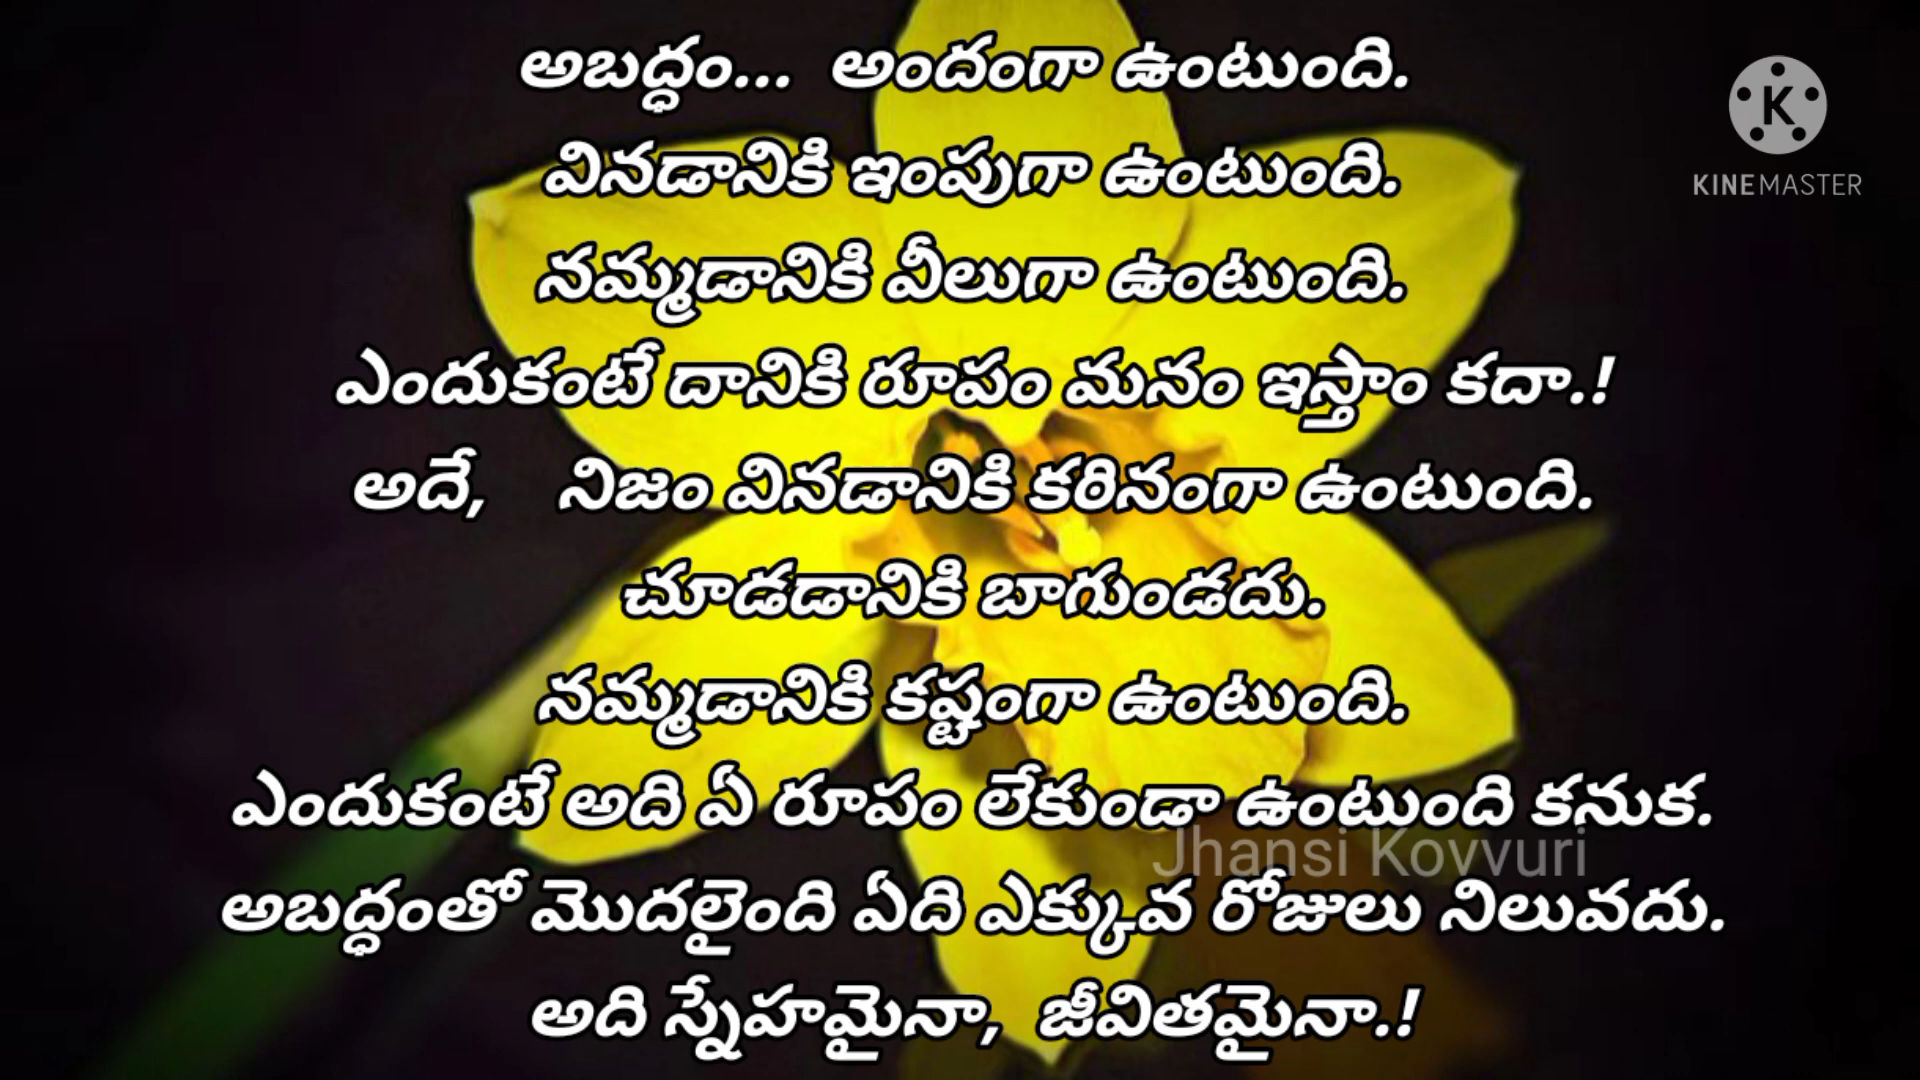 అబద్ధం... అందంగా ఉంటుంది.
వినడానికి ఇంపుగా ఉంటుంది.
నమ్మడానికి వీలుగా ఉంటుంది.
ఎందుకంటే దానికి రూపం మనం ఇస్తాం కదా.!
అదే, నిజం వినడానికి కఠినంగా ఉంటుంది.
చూడడానికి బాగుండదు.
నమ్మడానికి కష్టంగా ఉంటుంది.
ఎందుకంటే అది ఏ రూపం లేకుండా ఉంటుంది కనుక.
అబద్ధంతో మొదలైంది ఏది ఎక్కువ రోజులు నిలువదు.
అది స్నేహమైనా, జీవితమైనా.!
K
KINEMASTER
Jhansi Kovvuri